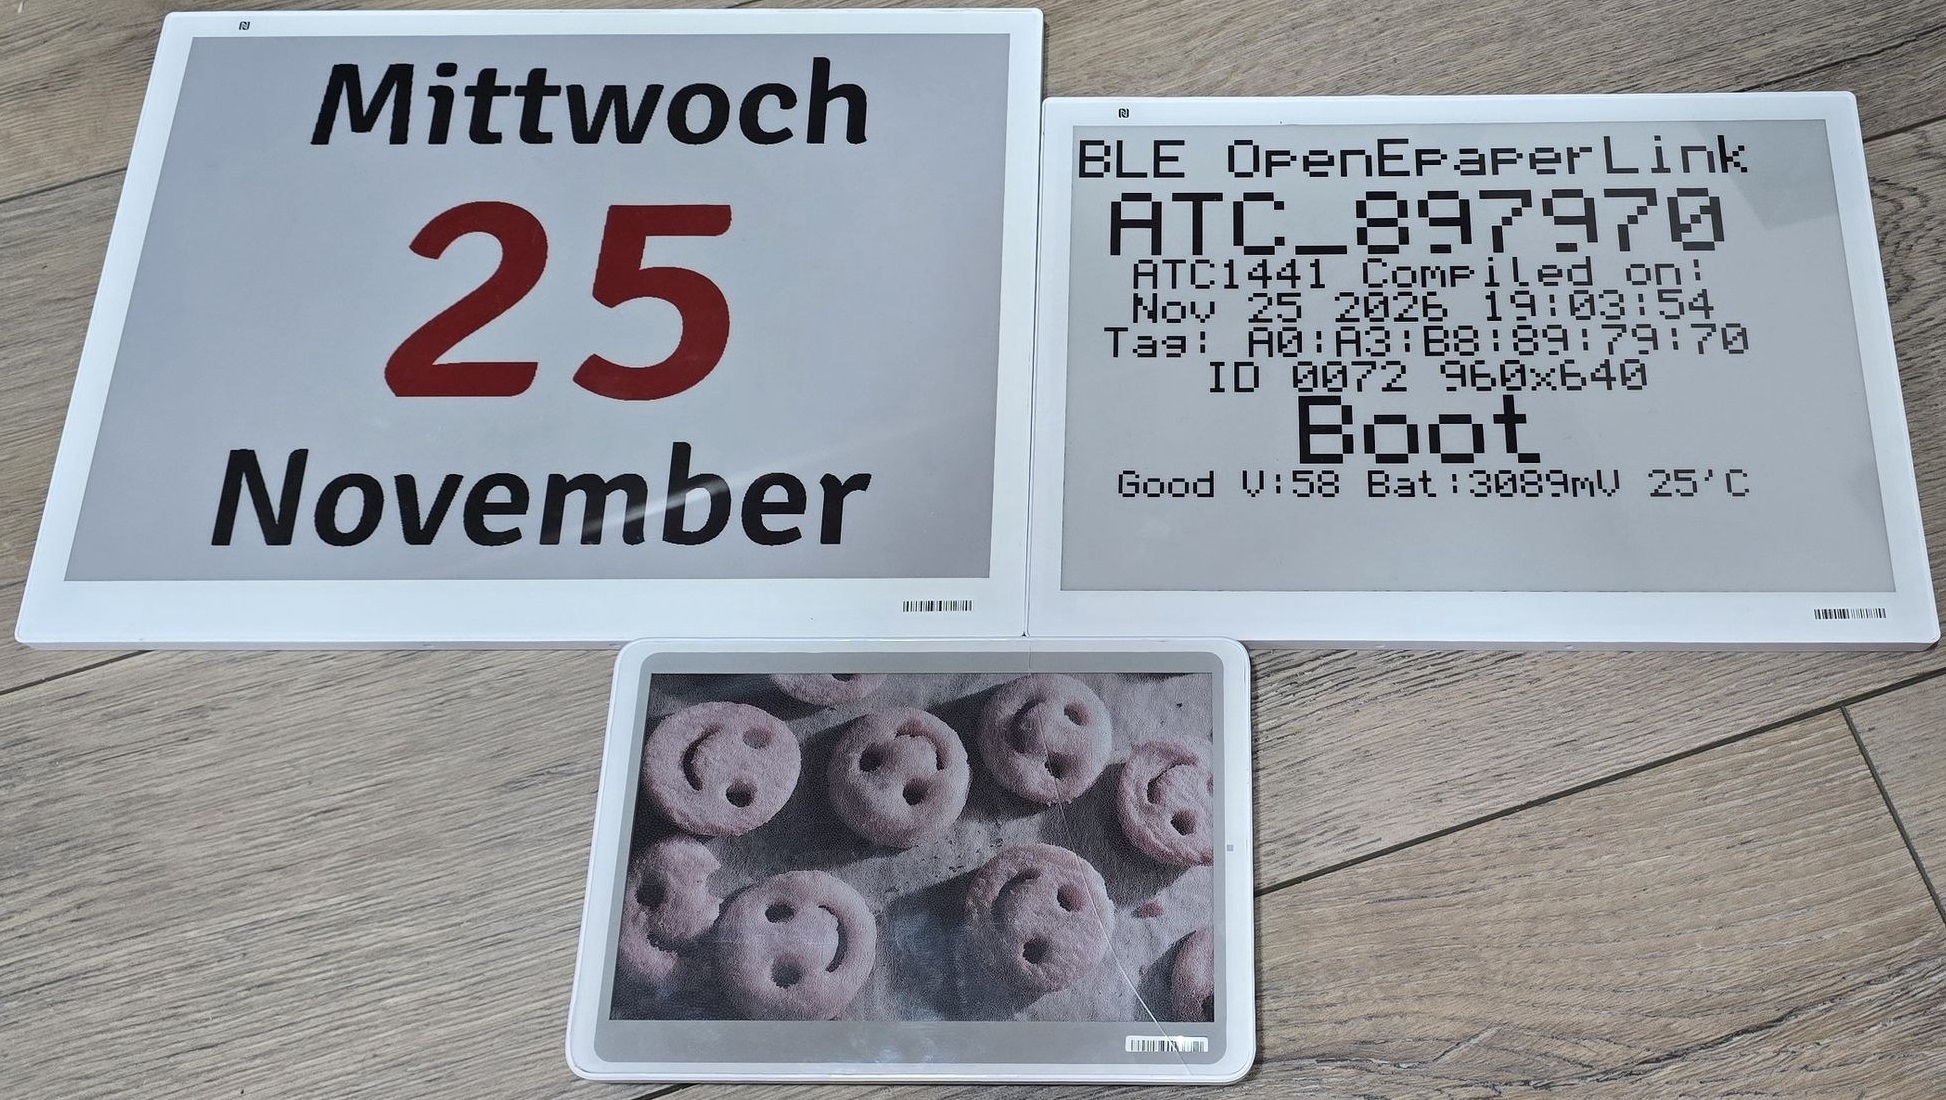 Mittwoch
25
November
BLE OpenEpaperLink
ATC_897970
ATC1441 Compiled on:
Nov 25 2026 19:03:54
Tag: A0:A3:B8:89:79:70
ID 0072 960x640
Boot
Good V:58 Bat:3089mV 25'C